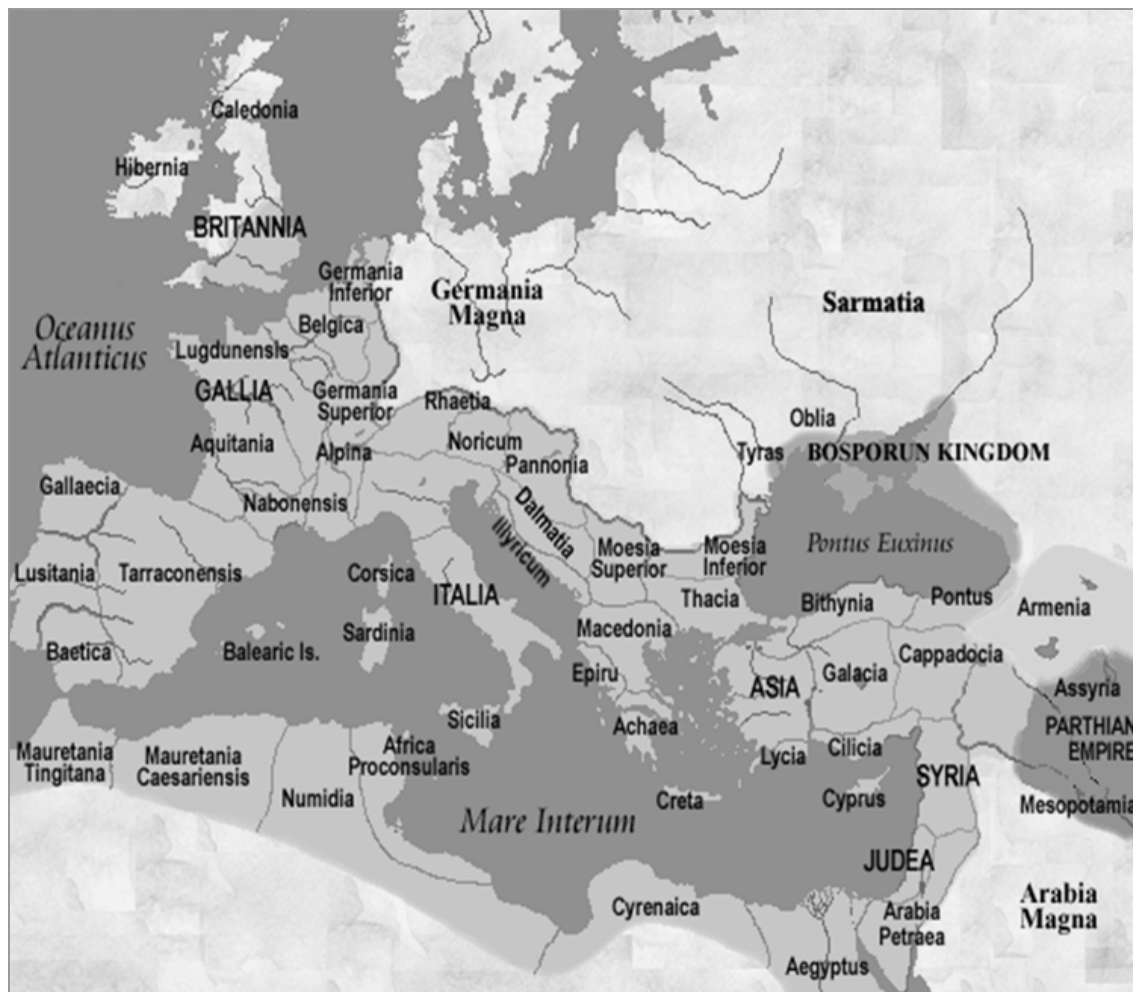 Caledonia
Hibernia
BRITANNIA
Germania
Inferior
Germania
Magna
Sarmatia
Oceanus
Atlanticus
Belgica
Lugdunensis
GALLIA
Germania
Superior
Rhaetia
Oblia
Aquitania
Alpina
Noricum
Pannonia
Tyras
BOSPORUN KINGDOM
Gallaecia
Nabonensis
Dalmatia
Illyricum
Moesia
Superior
Moesia
Inferior
Pontus Euxinus
Lusitania
Tarraconensis
Corsica
ITALIA
Thacia
Bithynia
Pontus
Armenia
Baetica
Balearic Is.
Sardinia
Macedonia
Epiru
ASIA
Galacia
Cappadocia
Assyria
Sicilia
Achaea
PARTHIAN
EMPIRE
Mauretania
Tingitana
Mauretania
Caesariensis
Africa
Proconsularis
Numidia
Lycia
Cilicia
SYRIA
Creta
Cyprus
Mesopotamia
Mare Interum
JUDEA
Arabia
Magna
Cyrenaica
Arabia
Petraea
Aegyptus